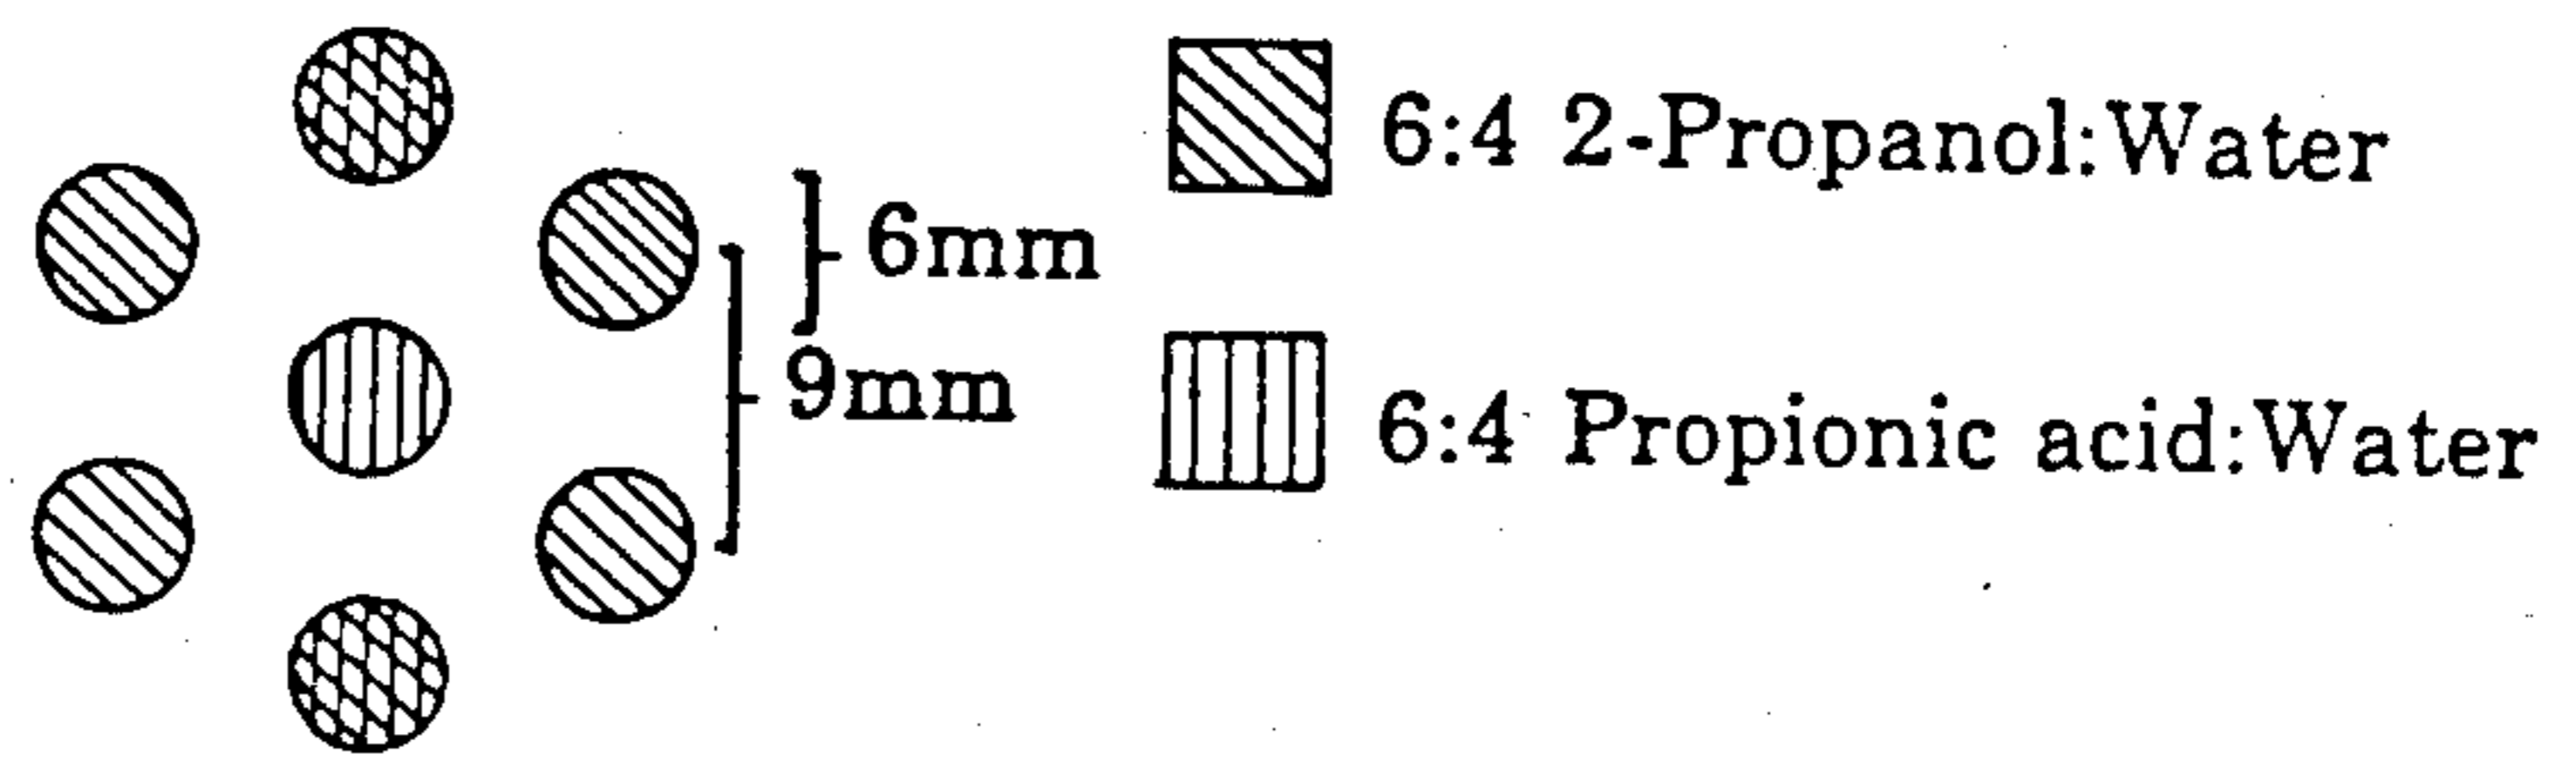 6mm
9mm
6:4 2-Propanol:Water
6:4 Propionic acid:Water